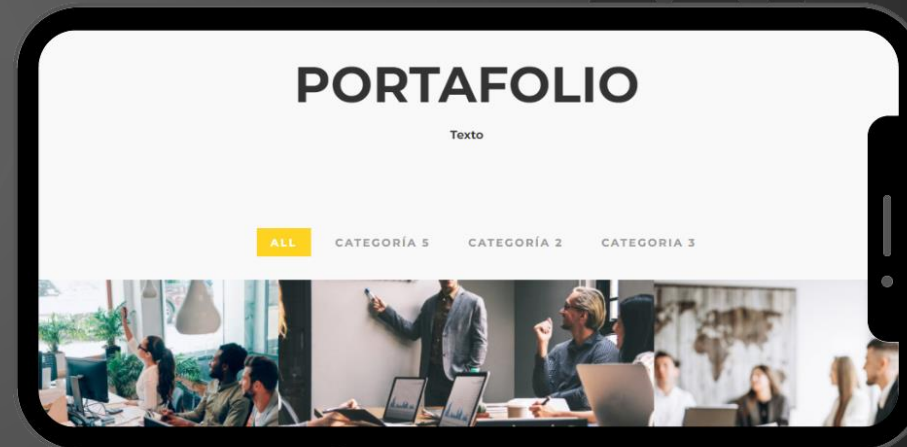 PORTAFOLIO
Texto
ALL CATEGORÍA 5 CATEGORÍA 2 CATEGORIA 3